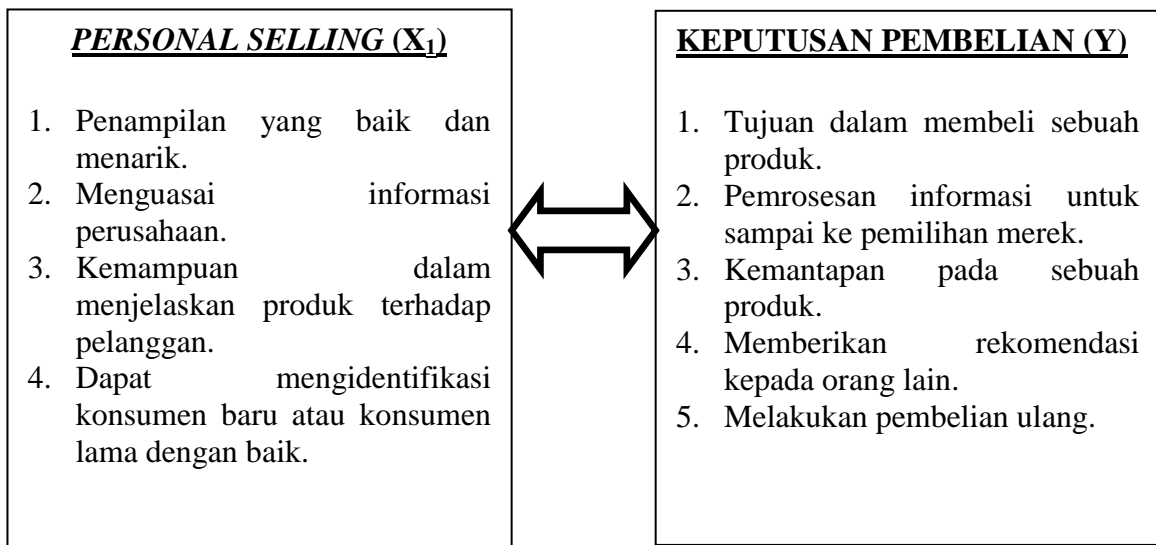 PERSONAL SELLING (X₁)
1. Penampilan yang baik dan
menarik.
2. Menguasai informasi
perusahaan.
3. Kemampuan dalam
menjelaskan produk terhadap
pelanggan.
4. Dapat mengidentifikasi
konsumen baru atau konsumen
lama dengan baik.
KEPUTUSAN PEMBELIAN (Y)
1. Tujuan dalam membeli sebuah
produk.
2. Pemrosesan informasi untuk
sampai ke pemilihan merek.
3. Kemantapan pada sebuah
produk.
4. Memberikan rekomendasi
kepada orang lain.
5. Melakukan pembelian ulang.